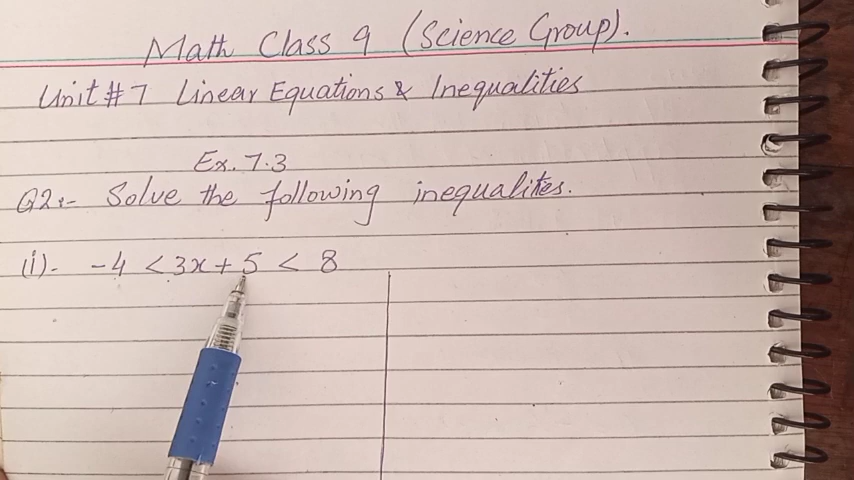 Math Class 9 (Science Group).
Unit #7 Linear Equations & Inequalities
Ex. 7.3
Q2:- Solve the following inequalites.
(i)- -4 < 3x + 5 < 8